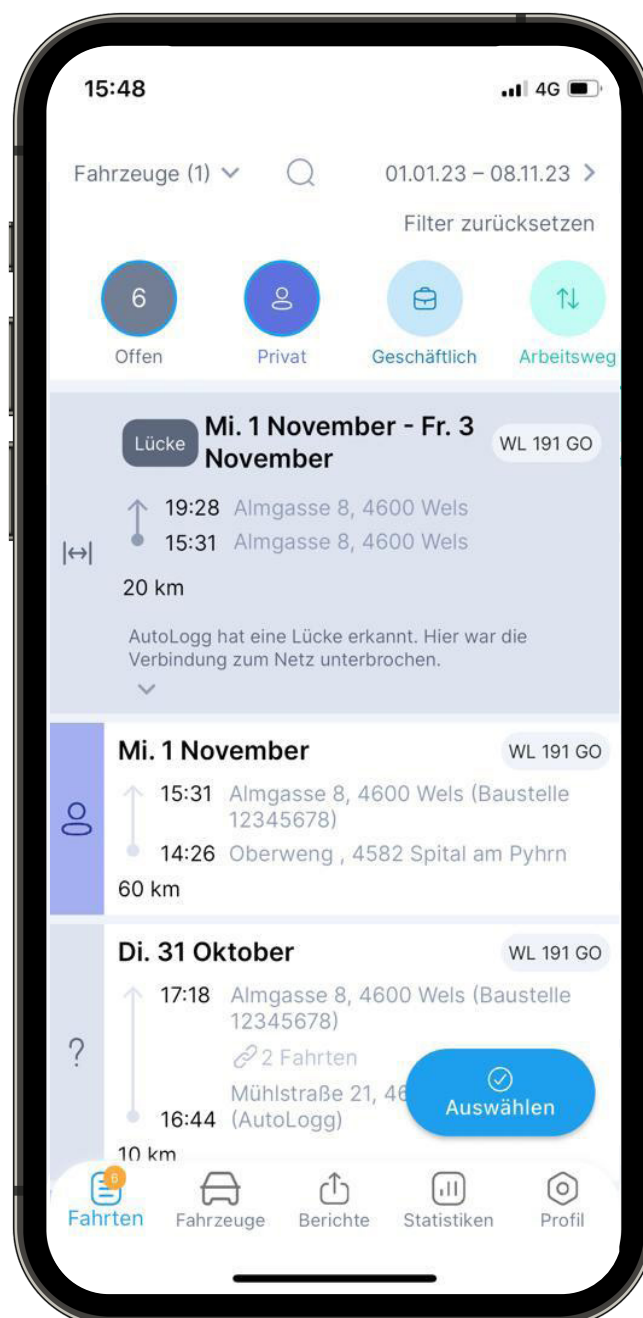 15:48
4G
Fahrzeuge (1)
01.01.23 – 08.11.23
Filter zurücksetzen
6
Offen
Privat
Geschäftlich
Arbeitsweg
Lücke
Mi. 1 November - Fr. 3
November
WL 191 GO
19:28 Almgasse 8, 4600 Wels
15:31 Almgasse 8, 4600 Wels
20 km
AutoLogg hat eine Lücke erkannt. Hier war die
Verbindung zum Netz unterbrochen.
Mi. 1 November
WL 191 GO
15:31 Almgasse 8, 4600 Wels (Baustelle
12345678)
14:26 Oberweng , 4582 Spital am Pyhrn
60 km
Di. 31 Oktober
WL 191 GO
?
17:18 Almgasse 8, 4600 Wels (Baustelle
12345678)
2 Fahrten
Mühlstraße 21, 46
16:44 (AutoLogg)
10 km
Auswählen
6
Fahrten
Fahrzeuge
Berichte
Statistiken
Profil